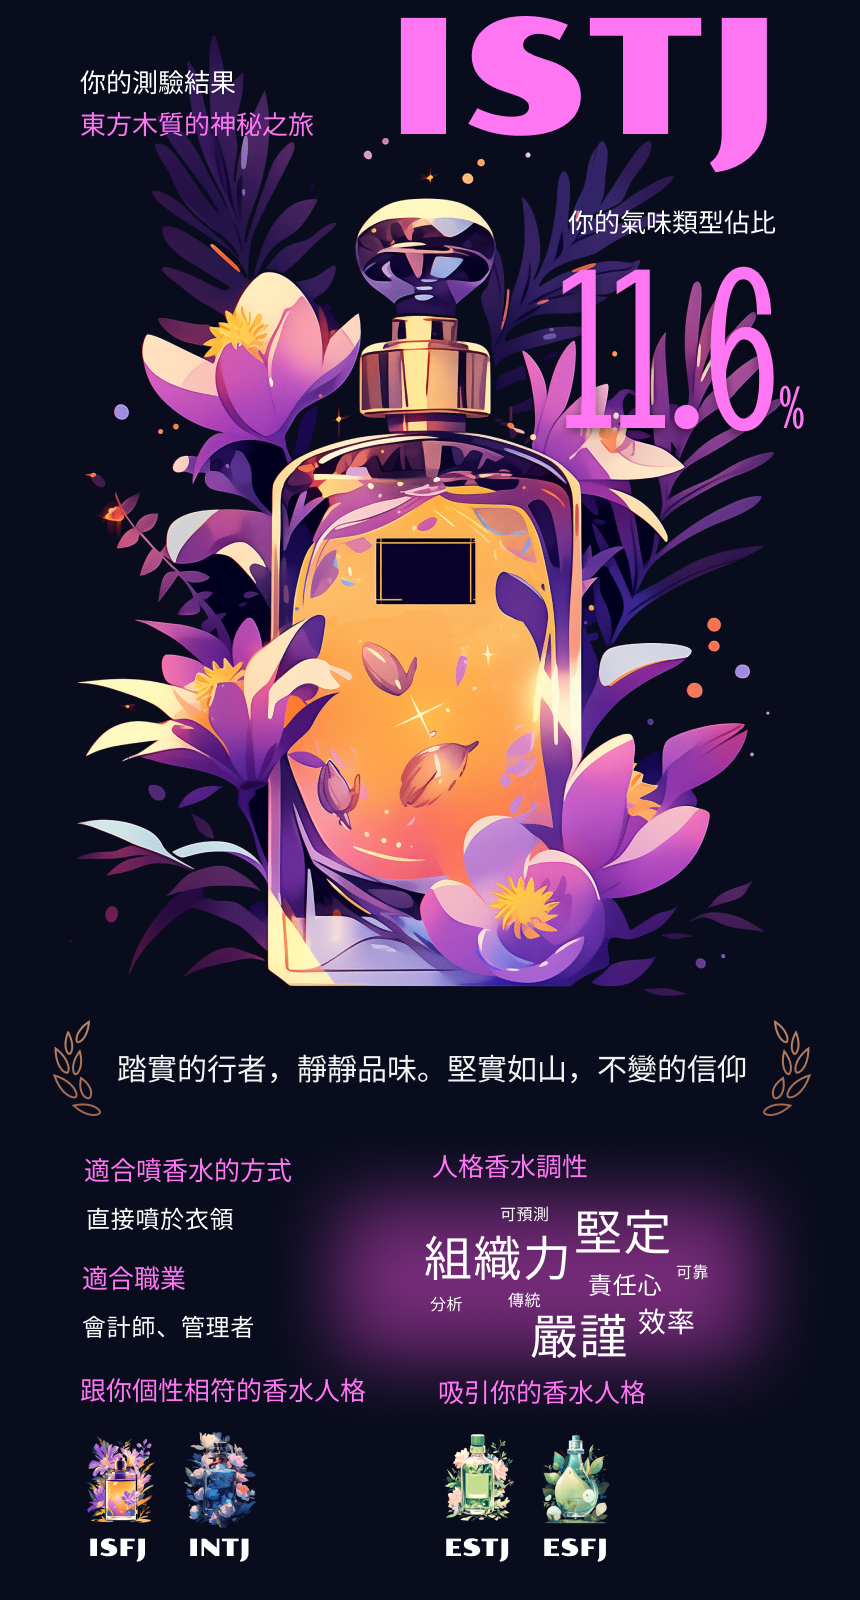 ISTJ
你的測驗結果
東方木質的神秘之旅
你的氣味類型佔比
11.6%
踏實的行者，靜靜品味。堅實如山，不變的信仰
適合噴香水的方式
直接噴於衣領
適合職業
會計師、管理者
人格香水調性
可預測
堅定
組織力
責任心
可靠
分析
傳統
嚴謹
效率
跟你個性相符的香水人格
ISFJ
INTJ
吸引你的香水人格
ESTJ
ESFJ